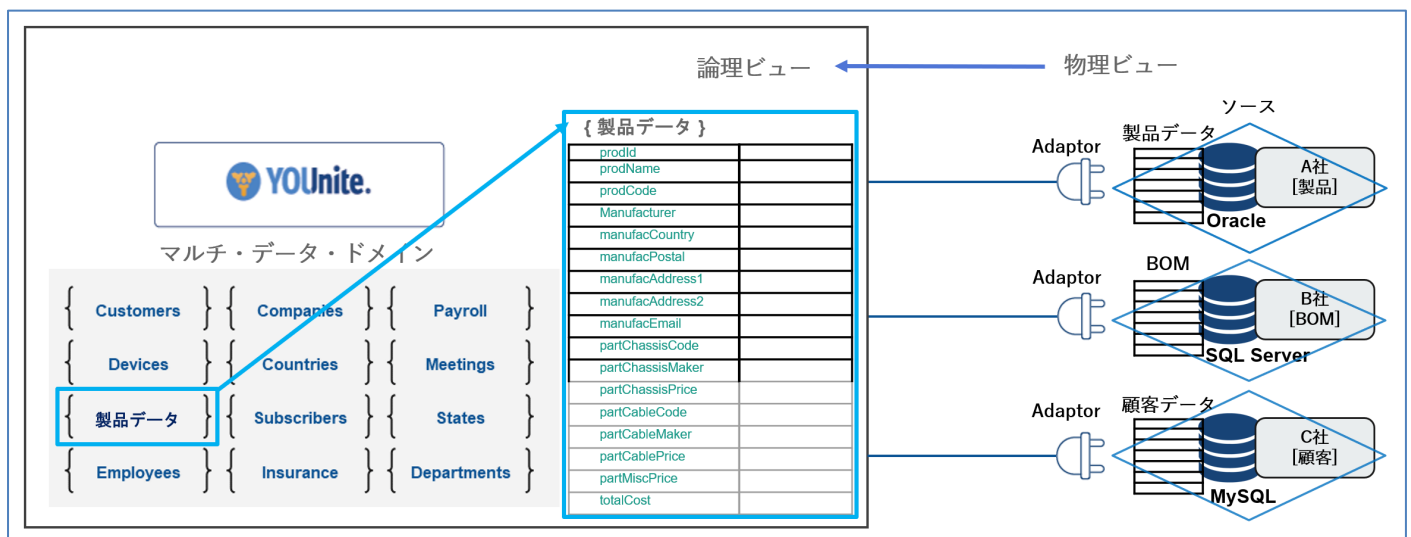 論理ビュー
物理ビュー
YOUnite.
マルチ・データ・ドメイン
{ Customers } { Companies } { Payroll }
{ Devices } { Countries } { Meetings }
{ 製品データ } { Subscribers } { States }
{ Employees } { Insurance } { Departments }
{ 製品データ }
prodId
prodName
prodCode
Manufacturer
manufacCountry
manufacPostal
manufacAddress1
manufacAddress2
manufacEmail
partChassisCode
partChassisMaker
partChassisPrice
partCableCode
partCableMaker
partCablePrice
partMiscPrice
totalCost
ソース
Adaptor
製品データ
A社
[製品]
Oracle
Adaptor
BOM
B社
[BOM]
SQL Server
Adaptor
顧客データ
C社
[顧客]
MySQL